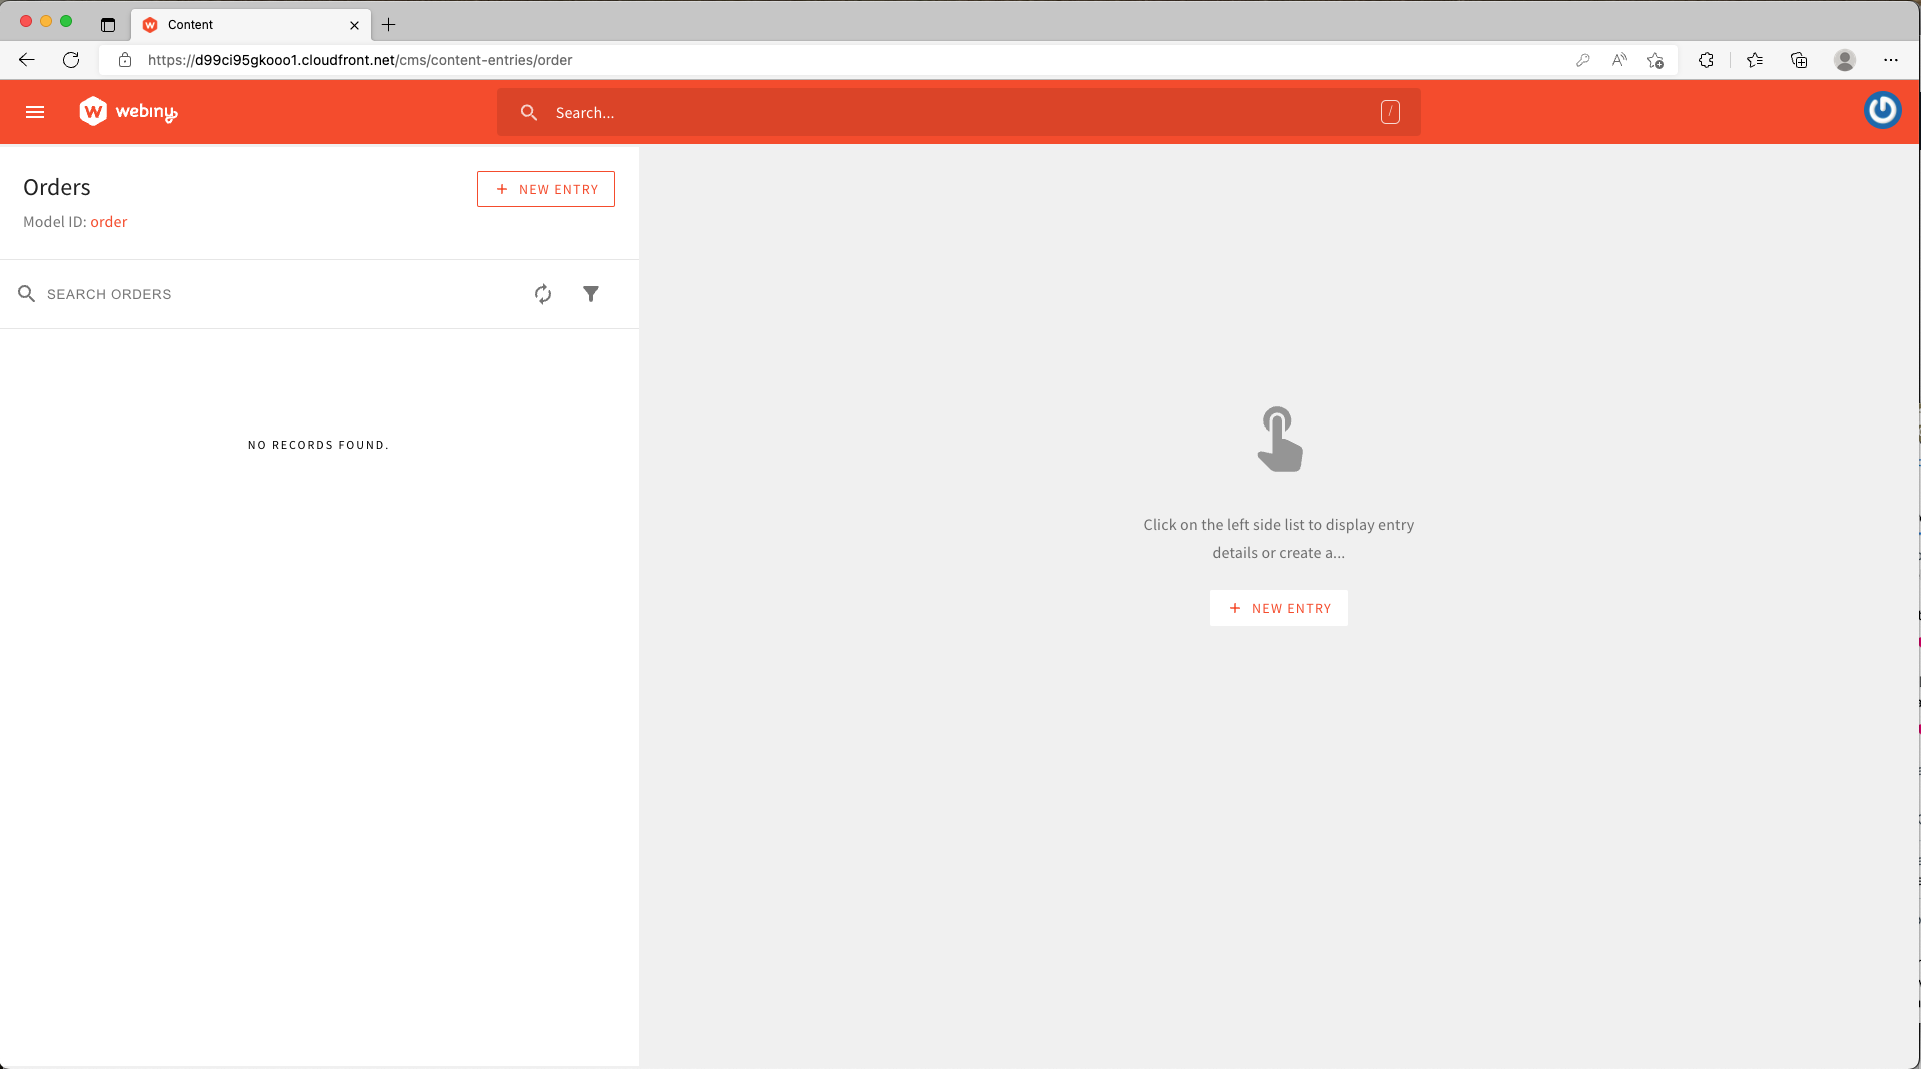 Content
https://d99ci95gkooo1.cloudfront.net/cms/content-entries/order
webiny
Search...
/
Orders
NEW ENTRY
Model ID: order
SEARCH ORDERS
NO RECORDS FOUND.
Click on the left side list to display entry
details or create a...
NEW ENTRY